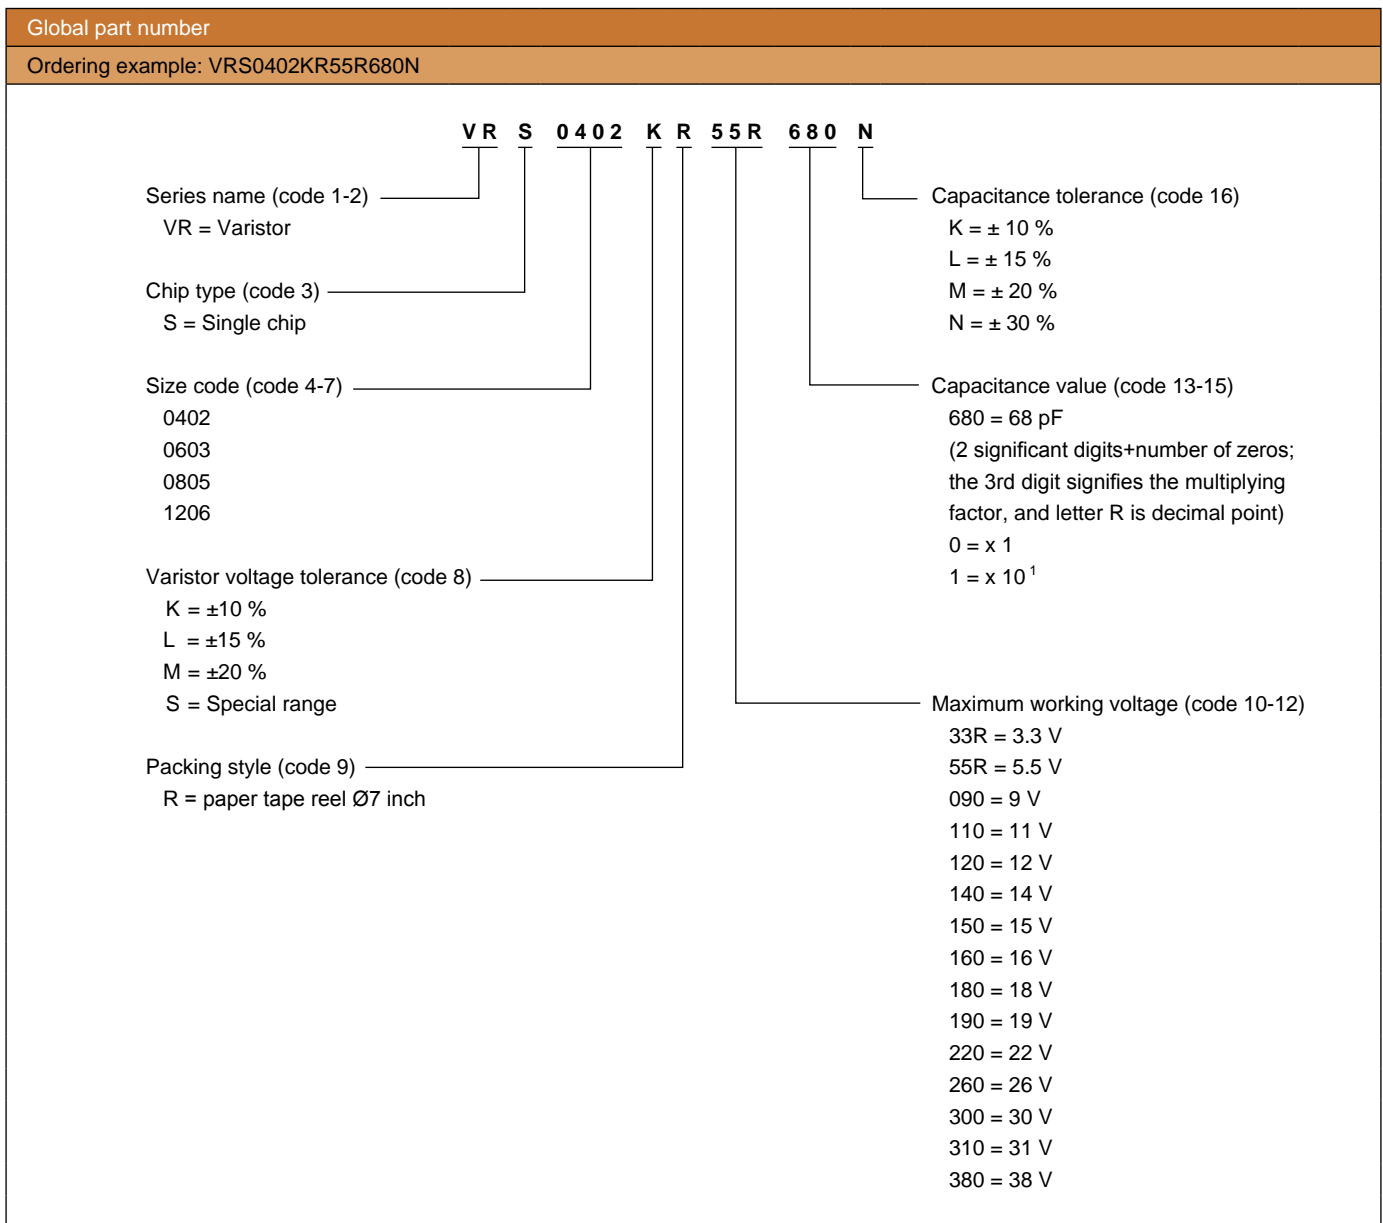 Global part number
Ordering example: VRS0402KR55R680N
V R S 0 4 0 2 K R 5 5 R 6 8 0 N
Series name (code 1-2)
VR = Varistor
Chip type (code 3)
S = Single chip
Size code (code 4-7)
0402
0603
0805
1206
Varistor voltage tolerance (code 8)
K = ±10 %
L = ±15 %
M = ±20 %
S = Special range
Packing style (code 9)
R = paper tape reel Ø7 inch
Capacitance tolerance (code 16)
K = ± 10 %
L = ± 15 %
M = ± 20 %
N = ± 30 %
Capacitance value (code 13-15)
680 = 68 pF
(2 significant digits+number of zeros;
the 3rd digit signifies the multiplying
factor, and letter R is decimal point)
0 = x 1
1 = x 10 ¹
Maximum working voltage (code 10-12)
33R = 3.3 V
55R = 5.5 V
090 = 9 V
110 = 11 V
120 = 12 V
140 = 14 V
150 = 15 V
160 = 16 V
180 = 18 V
190 = 19 V
220 = 22 V
260 = 26 V
300 = 30 V
310 = 31 V
380 = 38 V